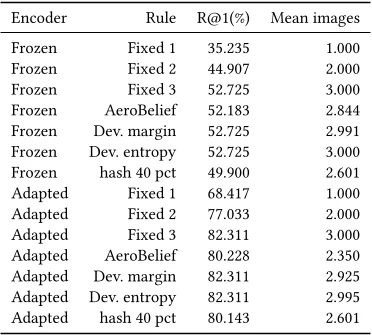 Encoder Rule R@1(%) Mean images
Frozen Fixed 1 35.235 1.000
Frozen Fixed 2 44.907 2.000
Frozen Fixed 3 52.725 3.000
Frozen AeroBelief 52.183 2.844
Frozen Dev. margin 52.725 2.991
Frozen Dev. entropy 52.725 3.000
Frozen hash 40 pct 49.900 2.601
Adapted Fixed 1 68.417 1.000
Adapted Fixed 2 77.033 2.000
Adapted Fixed 3 82.311 3.000
Adapted AeroBelief 80.228 2.350
Adapted Dev. margin 82.311 2.925
Adapted Dev. entropy 82.311 2.995
Adapted hash 40 pct 80.143 2.601